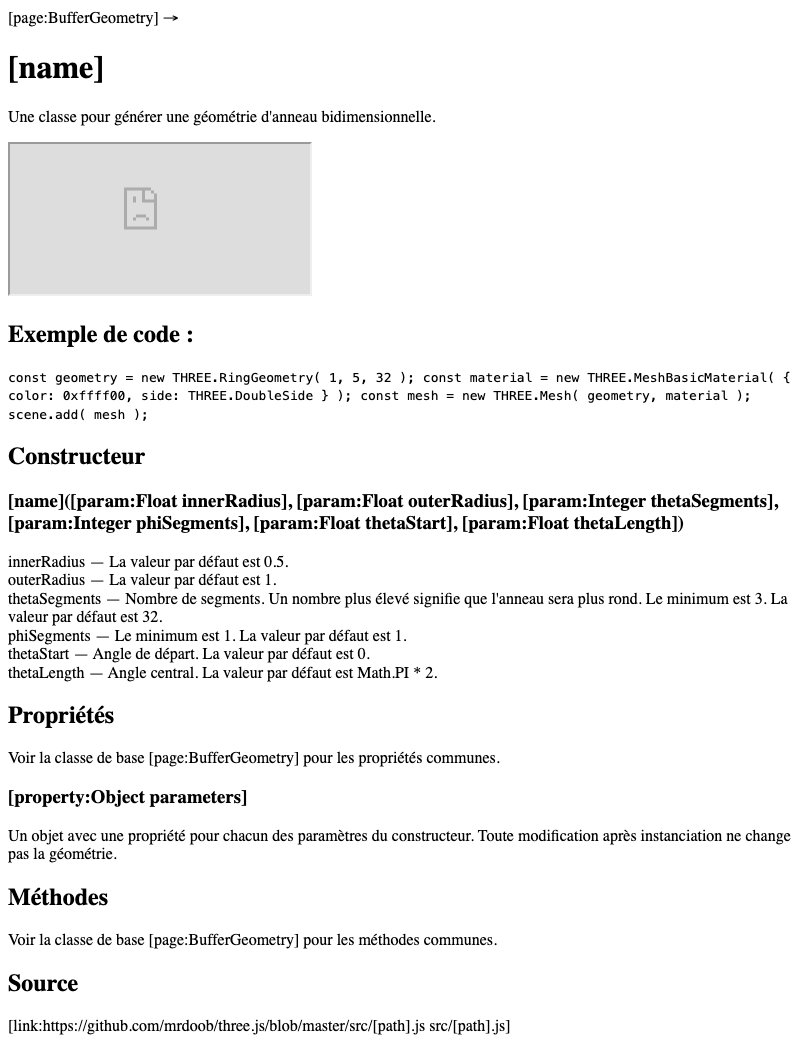 [page:BufferGeometry] →
[name]
Une classe pour générer une géométrie d'anneau bidimensionnelle.
Exemple de code :
const geometry = new THREE.RingGeometry( 1, 5, 32 ); const material = new THREE.MeshBasicMaterial( {
color: 0xffff00, side: THREE.DoubleSide } ); const mesh = new THREE.Mesh( geometry, material );
scene.add( mesh );
Constructeur
[name]([param:Float innerRadius], [param:Float outerRadius], [param:Integer thetaSegments],
[param:Integer phiSegments], [param:Float thetaStart], [param:Float thetaLength])
innerRadius — La valeur par défaut est 0.5.
outerRadius — La valeur par défaut est 1.
thetaSegments — Nombre de segments. Un nombre plus élevé signifie que l'anneau sera plus rond. Le minimum est 3. La
valeur par défaut est 32.
phiSegments — Le minimum est 1. La valeur par défaut est 1.
thetaStart — Angle de départ. La valeur par défaut est 0.
thetaLength — Angle central. La valeur par défaut est Math.PI * 2.
Propriétés
Voir la classe de base [page:BufferGeometry] pour les propriétés communes.
[property:Object parameters]
Un objet avec une propriété pour chacun des paramètres du constructeur. Toute modification après instanciation ne change
pas la géométrie.
Méthodes
Voir la classe de base [page:BufferGeometry] pour les méthodes communes.
Source
[link:https://github.com/mrdoob/three.js/blob/master/src/[path].js src/[path].js]